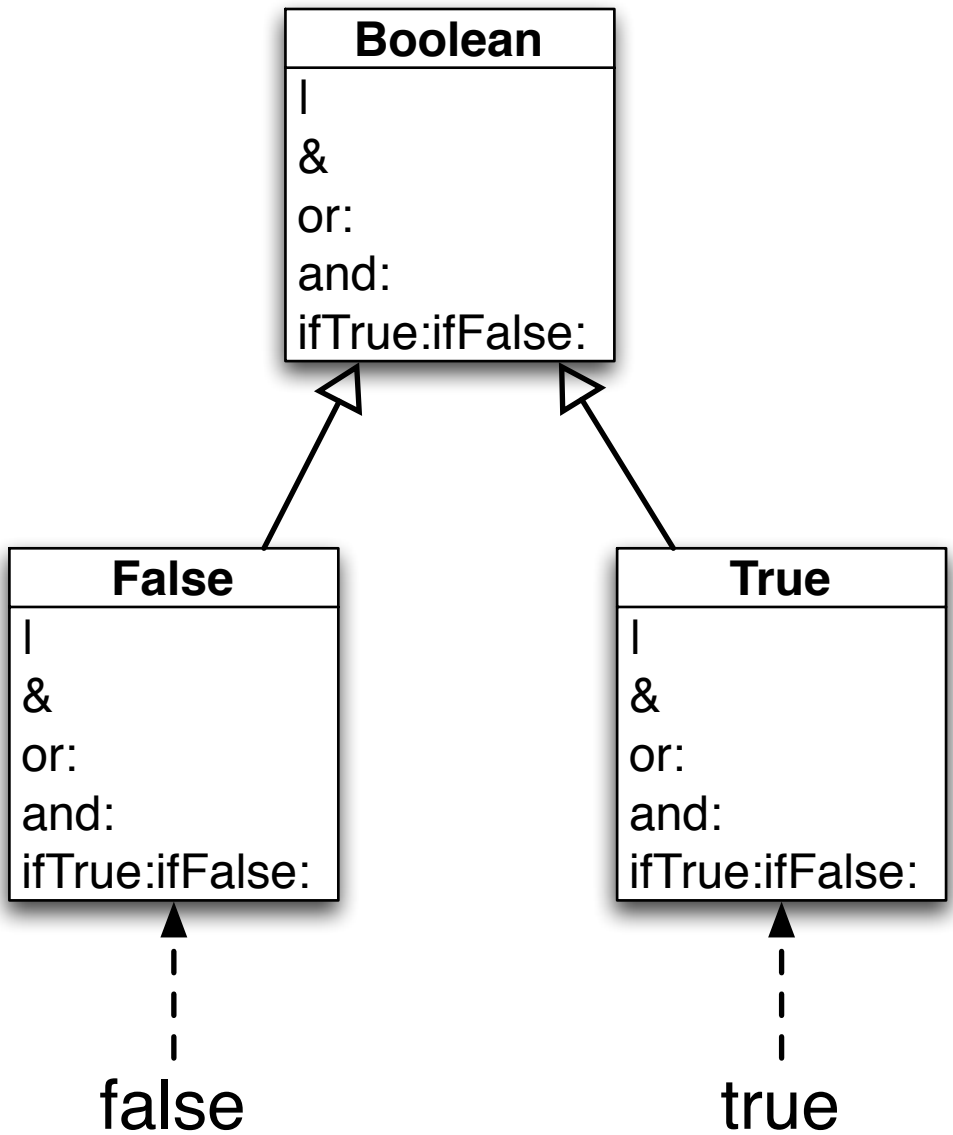 Boolean
|
&
or:
and:
ifTrue:ifFalse:
False
|
&
or:
and:
ifTrue:ifFalse:
True
|
&
or:
and:
ifTrue:ifFalse:
false
true